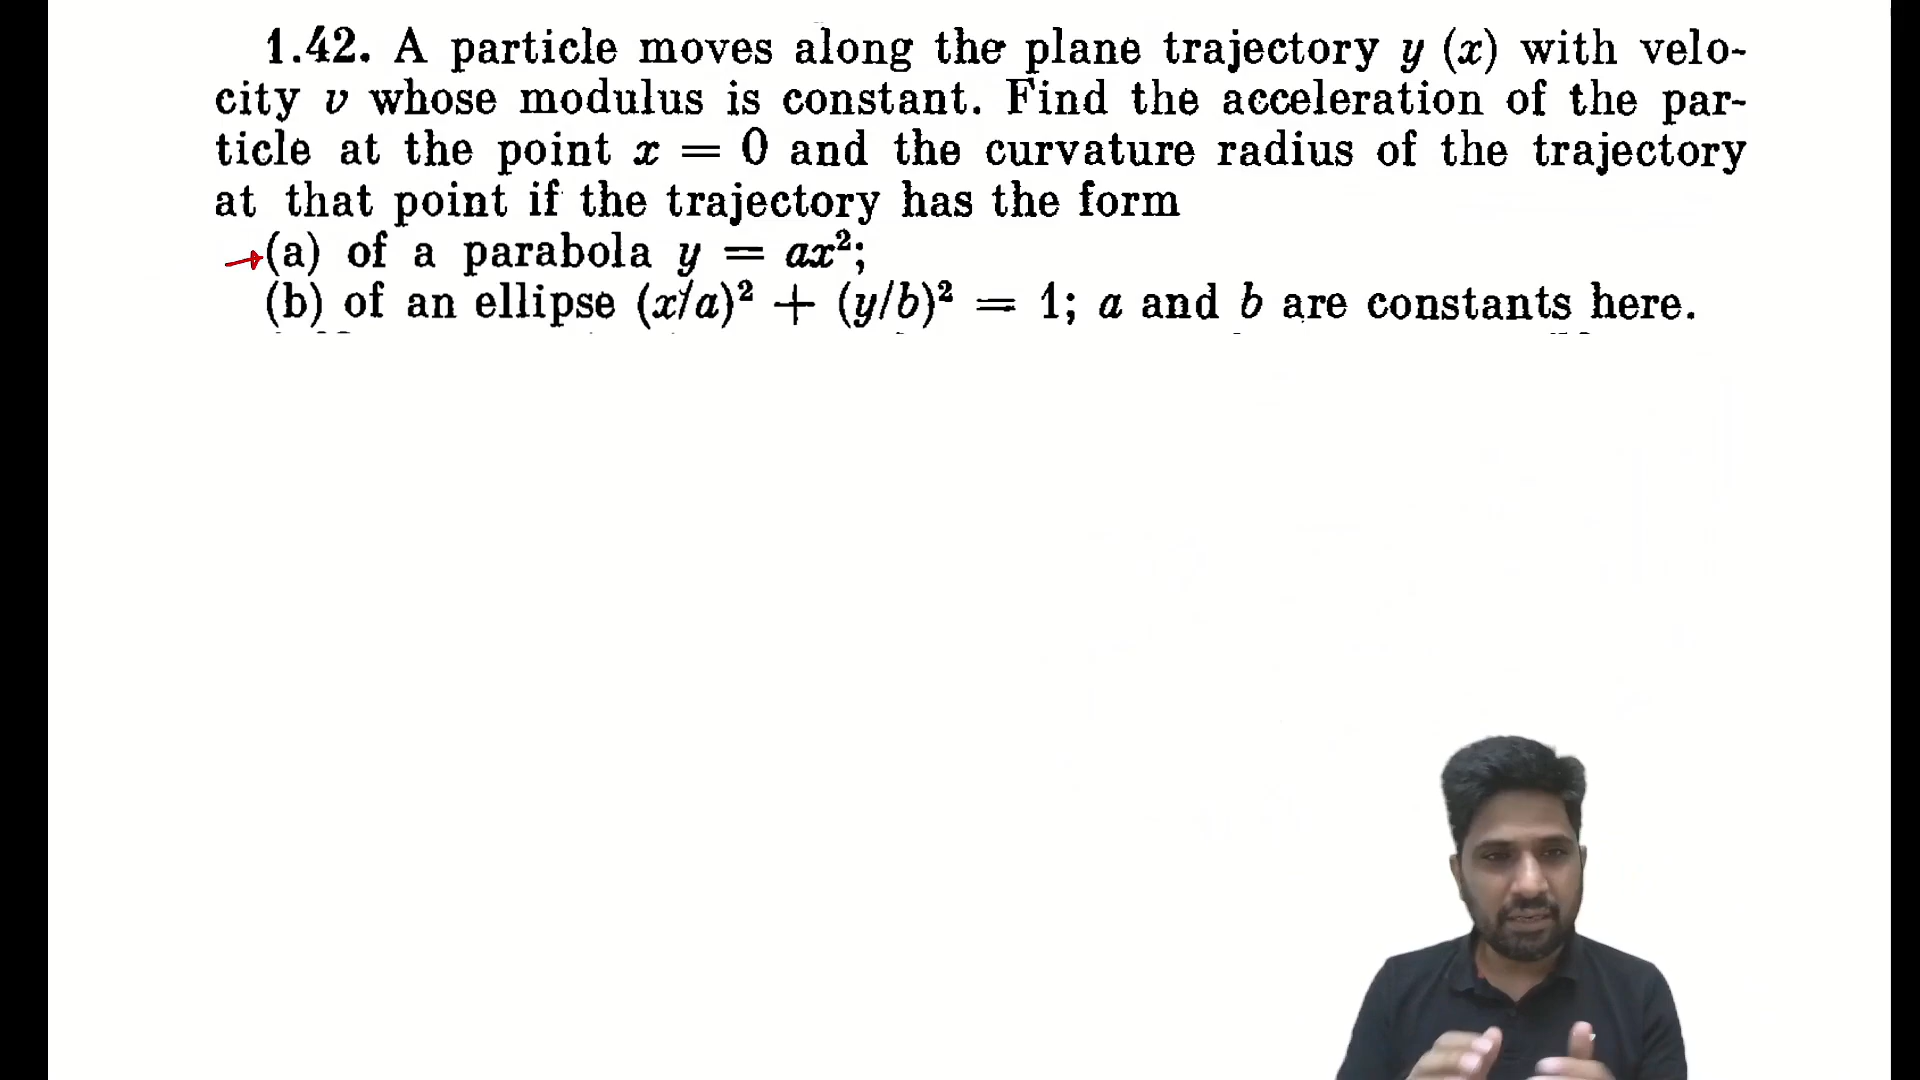 1.42. A particle moves along the plane trajectory y (x) with velo-
city v whose modulus is constant. Find the acceleration of the par-
ticle at the point x = 0 and the curvature radius of the trajectory
at that point if the trajectory has the form
→(a) of a parabola y = ax²;
(b) of an ellipse (x/a)² + (y/b)² = 1; a and b are constants here.